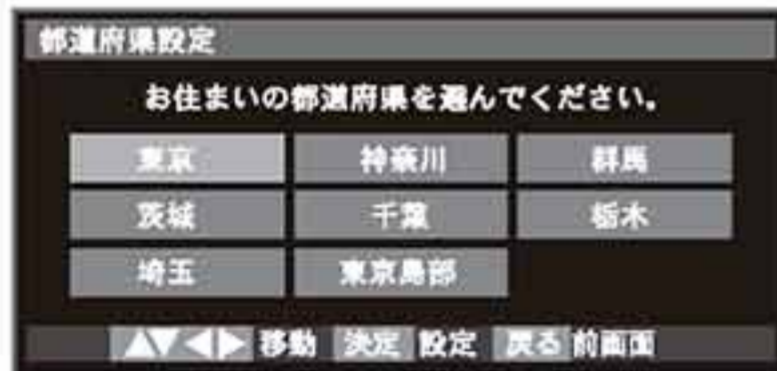 都道府県設定
お住まいの都道府県を選んでください。
東京 神奈川 群馬
茨城 千葉 栃木
埼玉 東京島部
▲▼◀▶ 移動 決定 設定 戻る 前画面